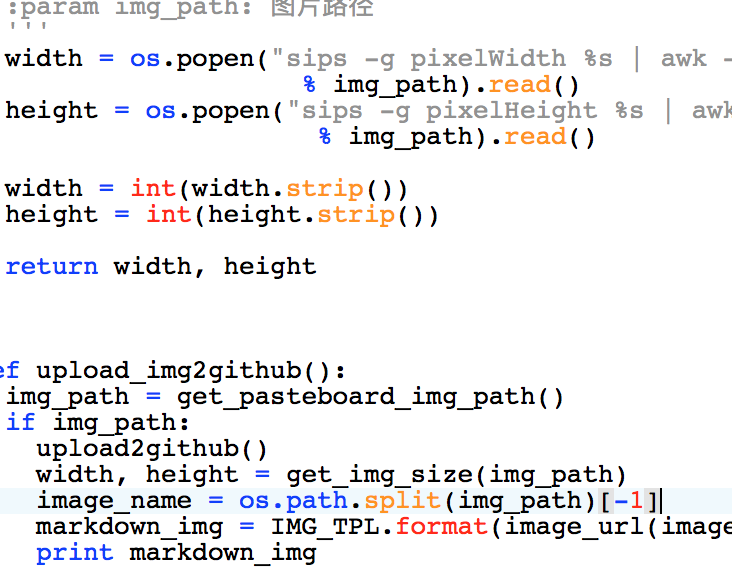 :param img_path: 图片路径
'''
width = os.popen("sips -g pixelWidth %s | awk -
% img_path).read()
height = os.popen("sips -g pixelHeight %s | awk
% img_path).read()
width = int(width.strip())
height = int(height.strip())
return width, height
ef upload_img2github():
img_path = get_pasteboard_img_path()
if img_path:
upload2github()
width, height = get_img_size(img_path)
image_name = os.path.split(img_path)[-1]
markdown_img = IMG_TPL.format(image_url(image
print markdown_img